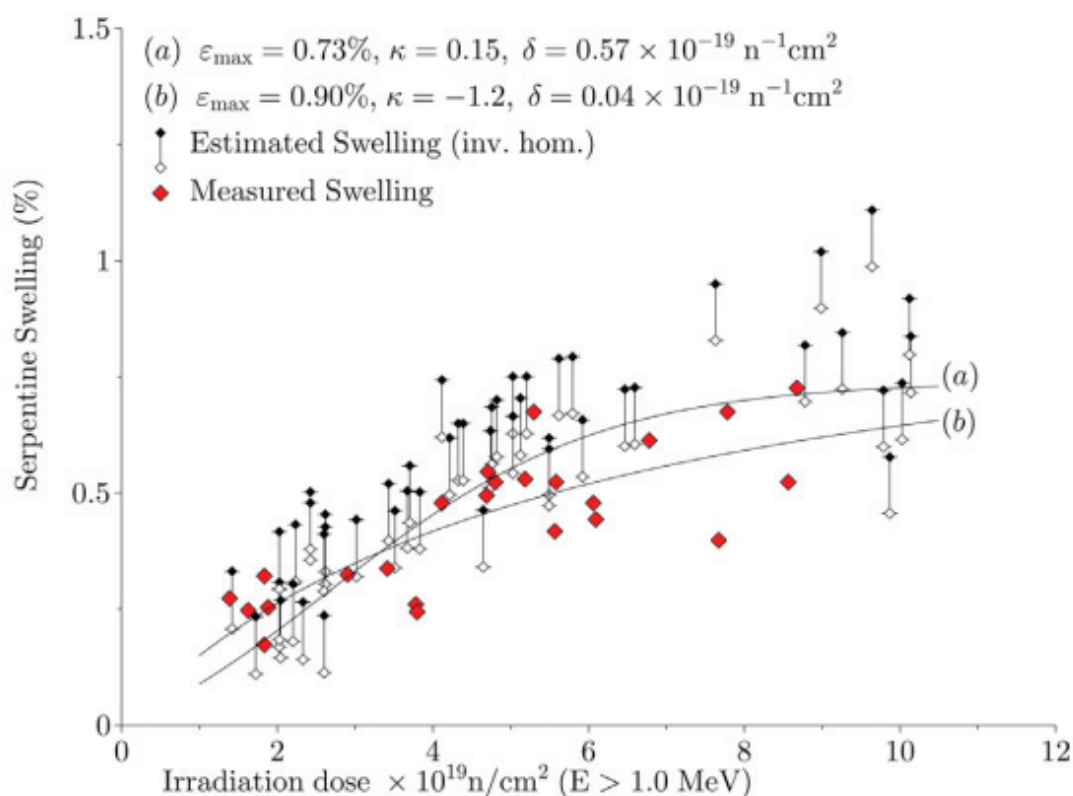 1.5
(a) εmax = 0.73%, κ = 0.15, δ = 0.57 × 10⁻¹⁹ n⁻¹cm²
(b) εmax = 0.90%, κ = −1.2, δ = 0.04 × 10⁻¹⁹ n⁻¹cm²
Estimated Swelling (inv. hom.)
Measured Swelling
Serpentine Swelling (%)
1
(a)
(b)
0.5
0
0 2 4 6 8 10 12
Irradiation dose × 10¹⁹n/cm² (E > 1.0 MeV)